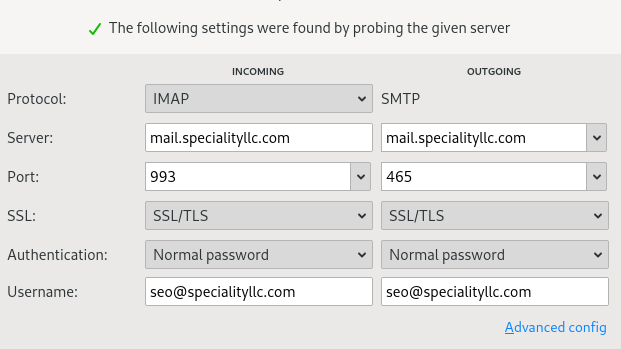 The following settings were found by probing the given server
INCOMING OUTGOING
Protocol: IMAP SMTP
Server: mail.specialityllc.com mail.specialityllc.com
Port: 993 465
SSL: SSL/TLS SSL/TLS
Authentication: Normal password Normal password
Username: seo@specialityllc.com seo@specialityllc.com
Advanced config